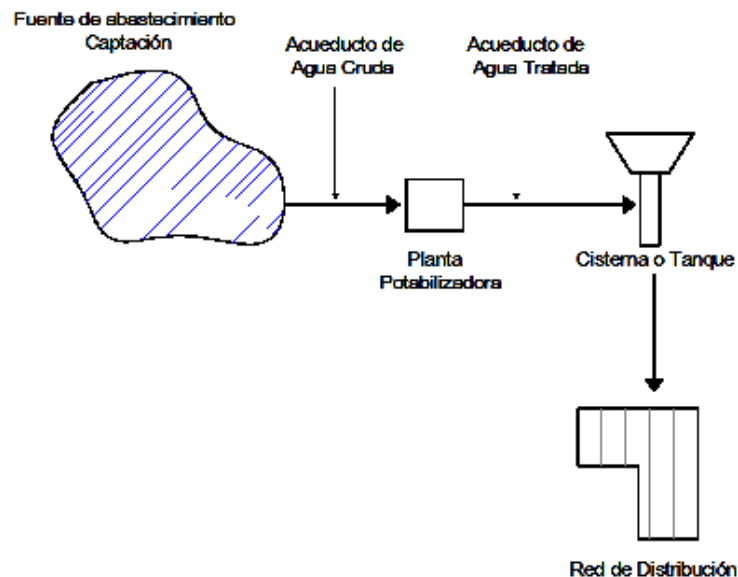 Fuente de abastecimiento
Captación
Acueducto de
Agua Cruda
Acueducto de
Agua Tratada
Planta
Potabilizadora
Cisterna o Tanque
Red de Distribución